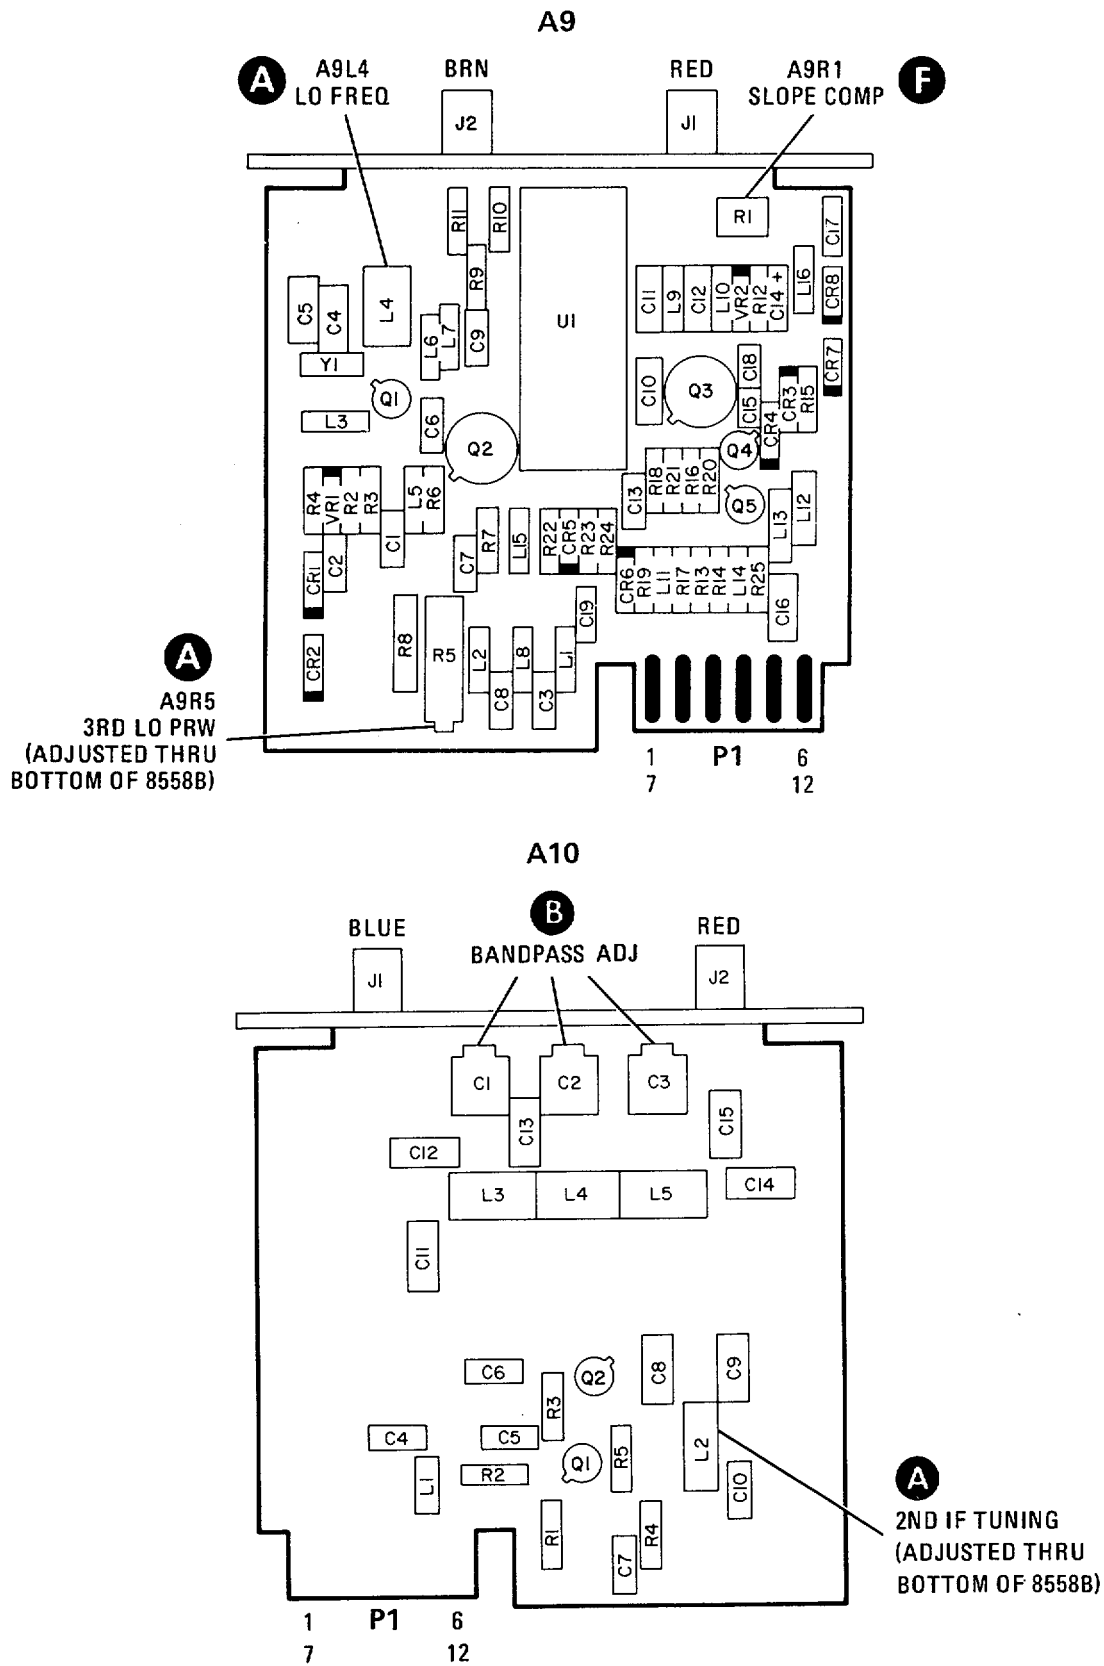 A9
A
A9L4
LO FREQ
BRN
RED
A9R1
SLOPE COMP
F
J2
J1
R11
R10
R1
C17
R9
L16
CR8
C5
C4
L4
L6
L7
C9
U1
C11
L9
C12
L10
VR2
R12
C14 +
Y1
Q1
C10
Q3
C18
C15
CR4
CR3
R15
CR7
L3
C6
Q2
Q4
R4
VR1
R2
R3
L5
R6
C13
R18
R21
R16
R20
Q5
L13
L12
C1
C7
R7
L15
R22
CR5
R23
R24
CR1
C2
CR6
R19
L11
R17
R13
R14
L14
R25
C16
C19
CR2
R8
R5
L2
L8
L1
C8
C3
A
A9R5
3RD LO PRW
(ADJUSTED THRU
BOTTOM OF 8558B)
1 P1 6
7 12
A10
B
BLUE
BANDPASS ADJ
RED
J1
J2
C1
C2
C3
C13
C15
C12
L3
L4
L5
C14
C11
C6
Q2
C8
C9
R3
C4
C5
Q1
R5
L2
L1
R2
C10
R1
R4
C7
A
2ND IF TUNING
(ADJUSTED THRU
BOTTOM OF 8558B)
1 P1 6
7 12